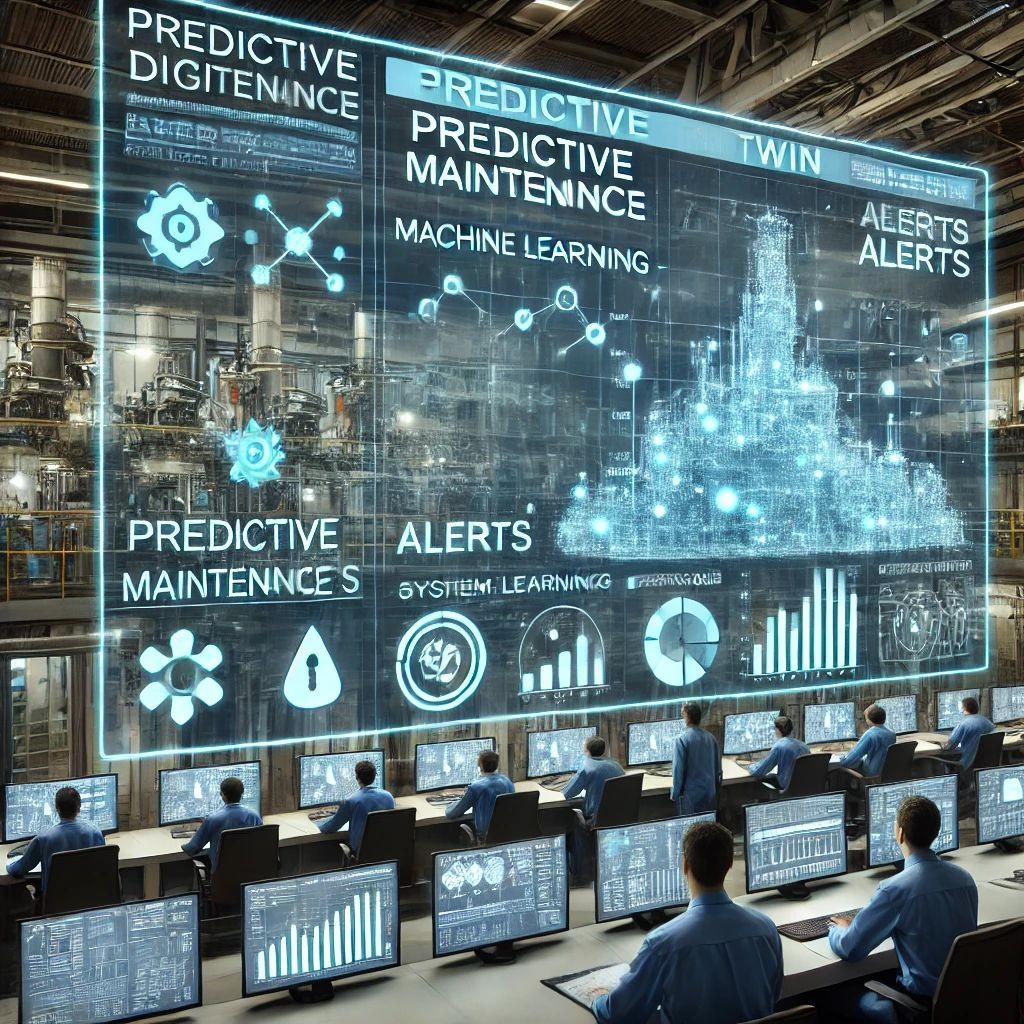 PREDICTIVE
DIGITENINCE
PREDICTIVE
TWIN
PREDICTIVE
MAINTENINCE
MACHINE LEARNING
ALERTS
ALERTS
PREDICTIVE
MAINTENNCE S
ALERTS
SYSTEM LEARNING